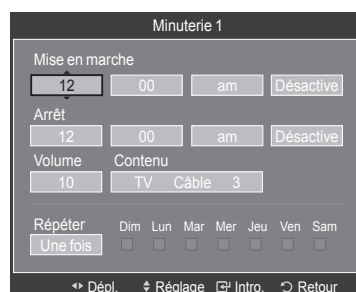 Minuterie 1
Mise en marche
12 00 am Désactive
Arrêt
12 00 am Désactive
Volume Contenu
10 TV Câble 3
Répéter Dim Lun Mar Mer Jeu Ven Sam
Une fois
Dépl. Réglage Intro. Retour